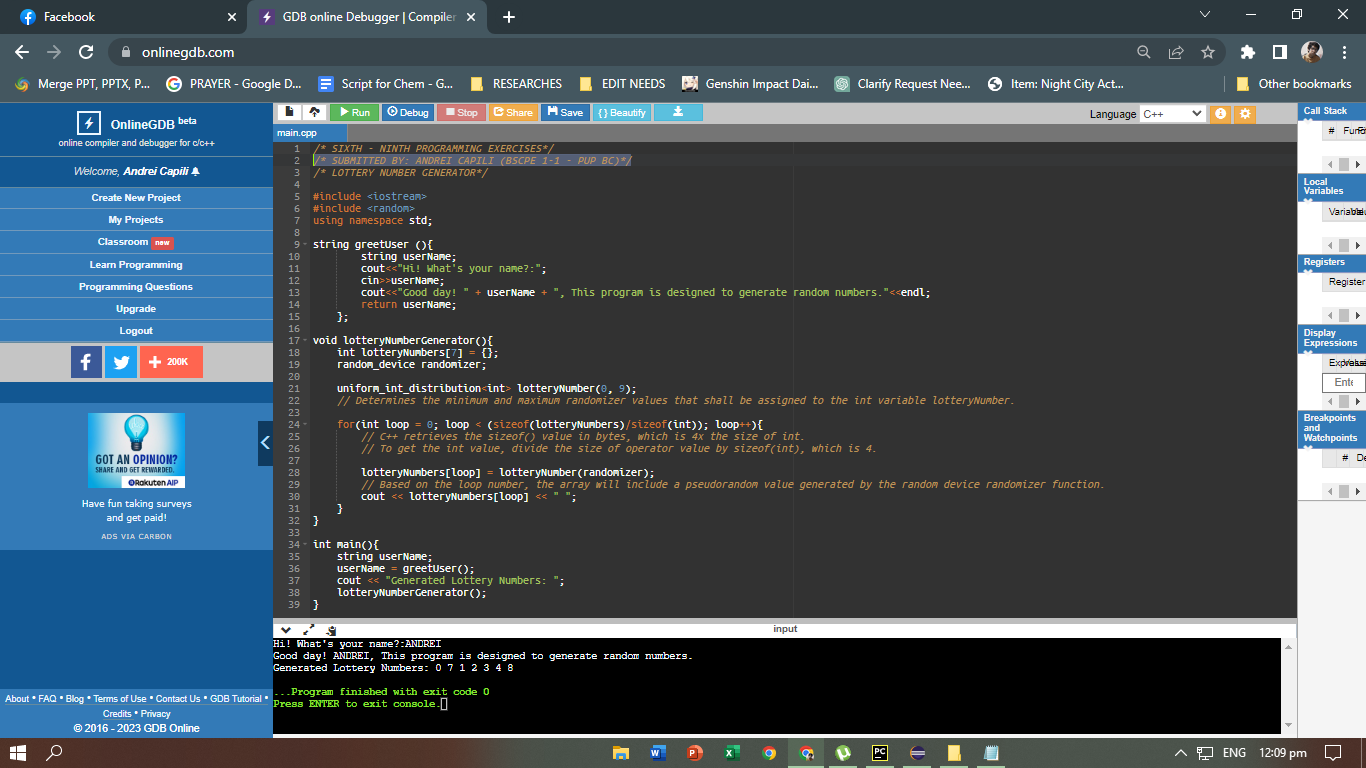 Facebook
GDB online Debugger | Compiler
onlinegdb.com
Merge PPT, PPTX, P...
PRAYER - Google D...
Script for Chem - G...
RESEARCHES
EDIT NEEDS
Genshin Impact Dai...
Clarify Request Nee...
Item: Night City Act...
Other bookmarks
OnlineGDB beta
online compiler and debugger for c/c++
Welcome, Andrei Capili
Create New Project
My Projects
Classroom new
Learn Programming
Programming Questions
Upgrade
Logout
200K
GOT AN OPINION?
SHARE AND GET REWARDED.
Rakuten AIP
Have fun taking surveys
and get paid!
ADS VIA CARBON
About • FAQ • Blog • Terms of Use • Contact Us • GDB Tutorial •
Credits • Privacy
© 2016 - 2023 GDB Online
Run Debug Stop Share Save { } Beautify
Language C++
main.cpp
1 /* SIXTH - NINTH PROGRAMMING EXERCISES*/
2 /* SUBMITTED BY: ANDREI CAPILI (BSCPE 1-1 - PUP BC)*/
3 /* LOTTERY NUMBER GENERATOR*/
4
5 #include <iostream>
6 #include <random>
7 using namespace std;
8
9 string greetUser (){
10 string userName;
11 cout<<"Hi! What's your name?:";
12 cin>>userName;
13 cout<<"Good day! " + userName + ", This program is designed to generate random numbers."<<endl;
14 return userName;
15 };
16
17 void lotteryNumberGenerator(){
18 int lotteryNumbers[7] = {};
19 random_device randomizer;
20
21 uniform_int_distribution<int> lotteryNumber(0, 9);
22 // Determines the minimum and maximum randomizer values that shall be assigned to the int variable lotteryNumber.
23
24 for(int loop = 0; loop < (sizeof(lotteryNumbers)/sizeof(int)); loop++){
25 // C++ retrieves the sizeof() value in bytes, which is 4x the size of int.
26 // To get the int value, divide the size of operator value by sizeof(int), which is 4.
27
28 lotteryNumbers[loop] = lotteryNumber(randomizer);
29 // Based on the loop number, the array will include a pseudorandom value generated by the random device randomizer function.
30 cout << lotteryNumbers[loop] << " ";
31 }
32 }
33
34 int main(){
35 string userName;
36 userName = greetUser();
37 cout << "Generated Lottery Numbers: ";
38 lotteryNumberGenerator();
39 }
input
Hi! What's your name?:ANDREI
Good day! ANDREI, This program is designed to generate random numbers.
Generated Lottery Numbers: 0 7 1 2 3 4 8
...Program finished with exit code 0
Press ENTER to exit console.
Call Stack
#
Local
Variables
Registers
Register
Display
Expressions
Ente
Breakpoints
and
Watchpoints
# De
ENG
12:09 pm